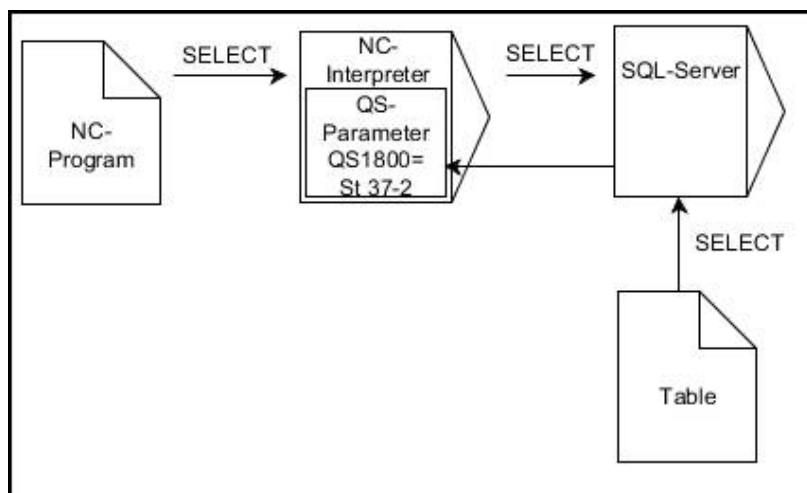 SELECT
NC-
Interpreter
SELECT
SQL-Server
NC-
Program
QS-
Parameter
QS1800=
St 37-2
SELECT
Table